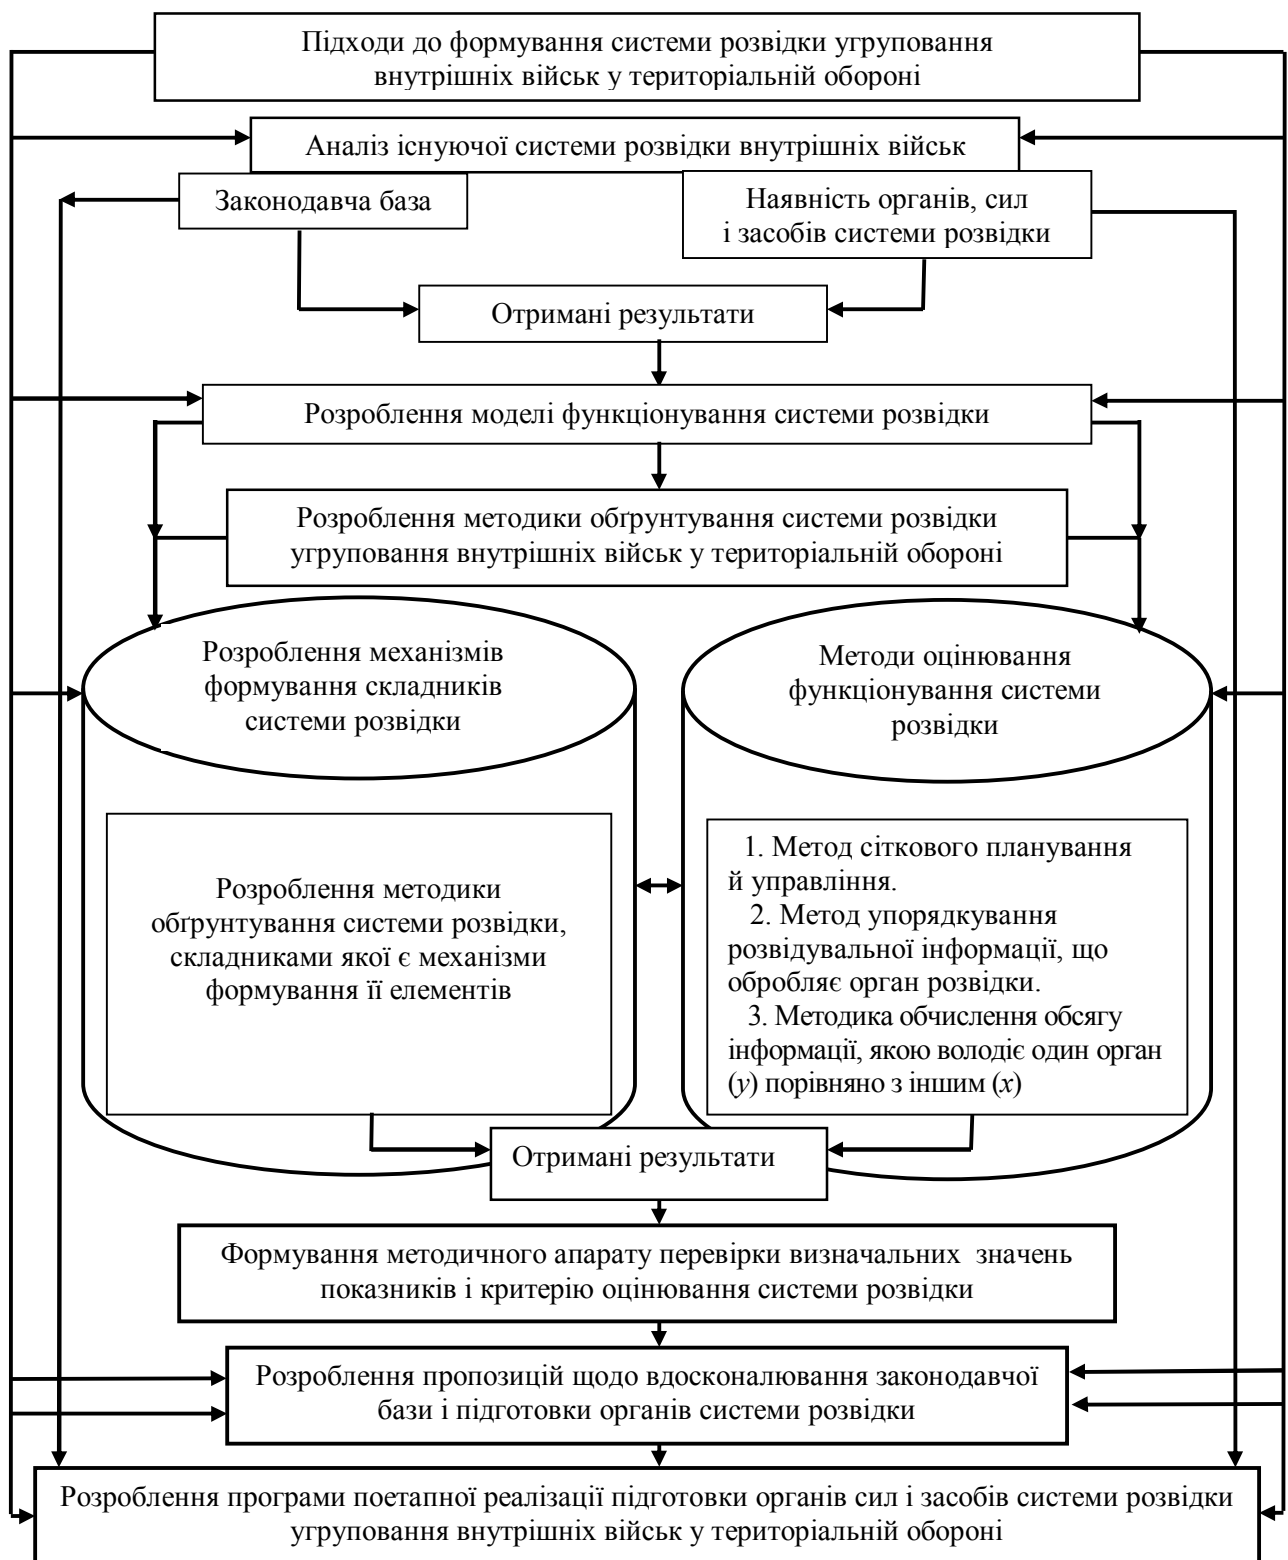 Підходи до формування системи розвідки угруповання
внутрішніх військ у територіальній обороні
Аналіз існуючої системи розвідки внутрішніх військ
Законодавча база
Наявність органів, сил
і засобів системи розвідки
Отримані результати
Розроблення моделі функціонування системи розвідки
Розроблення методики обґрунтування системи розвідки
угруповання внутрішніх військ у територіальній обороні
Розроблення механізмів
формування складників
системи розвідки
Методи оцінювання
функціонування системи
розвідки
Розроблення методики
обґрунтування системи розвідки,
складниками якої є механізми
формування її елементів
1. Метод сіткового планування
й управління.
2. Метод упорядкування
розвідувальної інформації, що
обробляє орган розвідки.
3. Методика обчислення обсягу
інформації, якою володіє один орган
(y) порівняно з іншим (x)
Отримані результати
Формування методичного апарату перевірки визначальних значень
показників і критерію оцінювання системи розвідки
Розроблення пропозицій щодо вдосконалювання законодавчої
бази і підготовки органів системи розвідки
Розроблення програми поетапної реалізації підготовки органів сил і засобів системи розвідки
угруповання внутрішніх військ у територіальній обороні